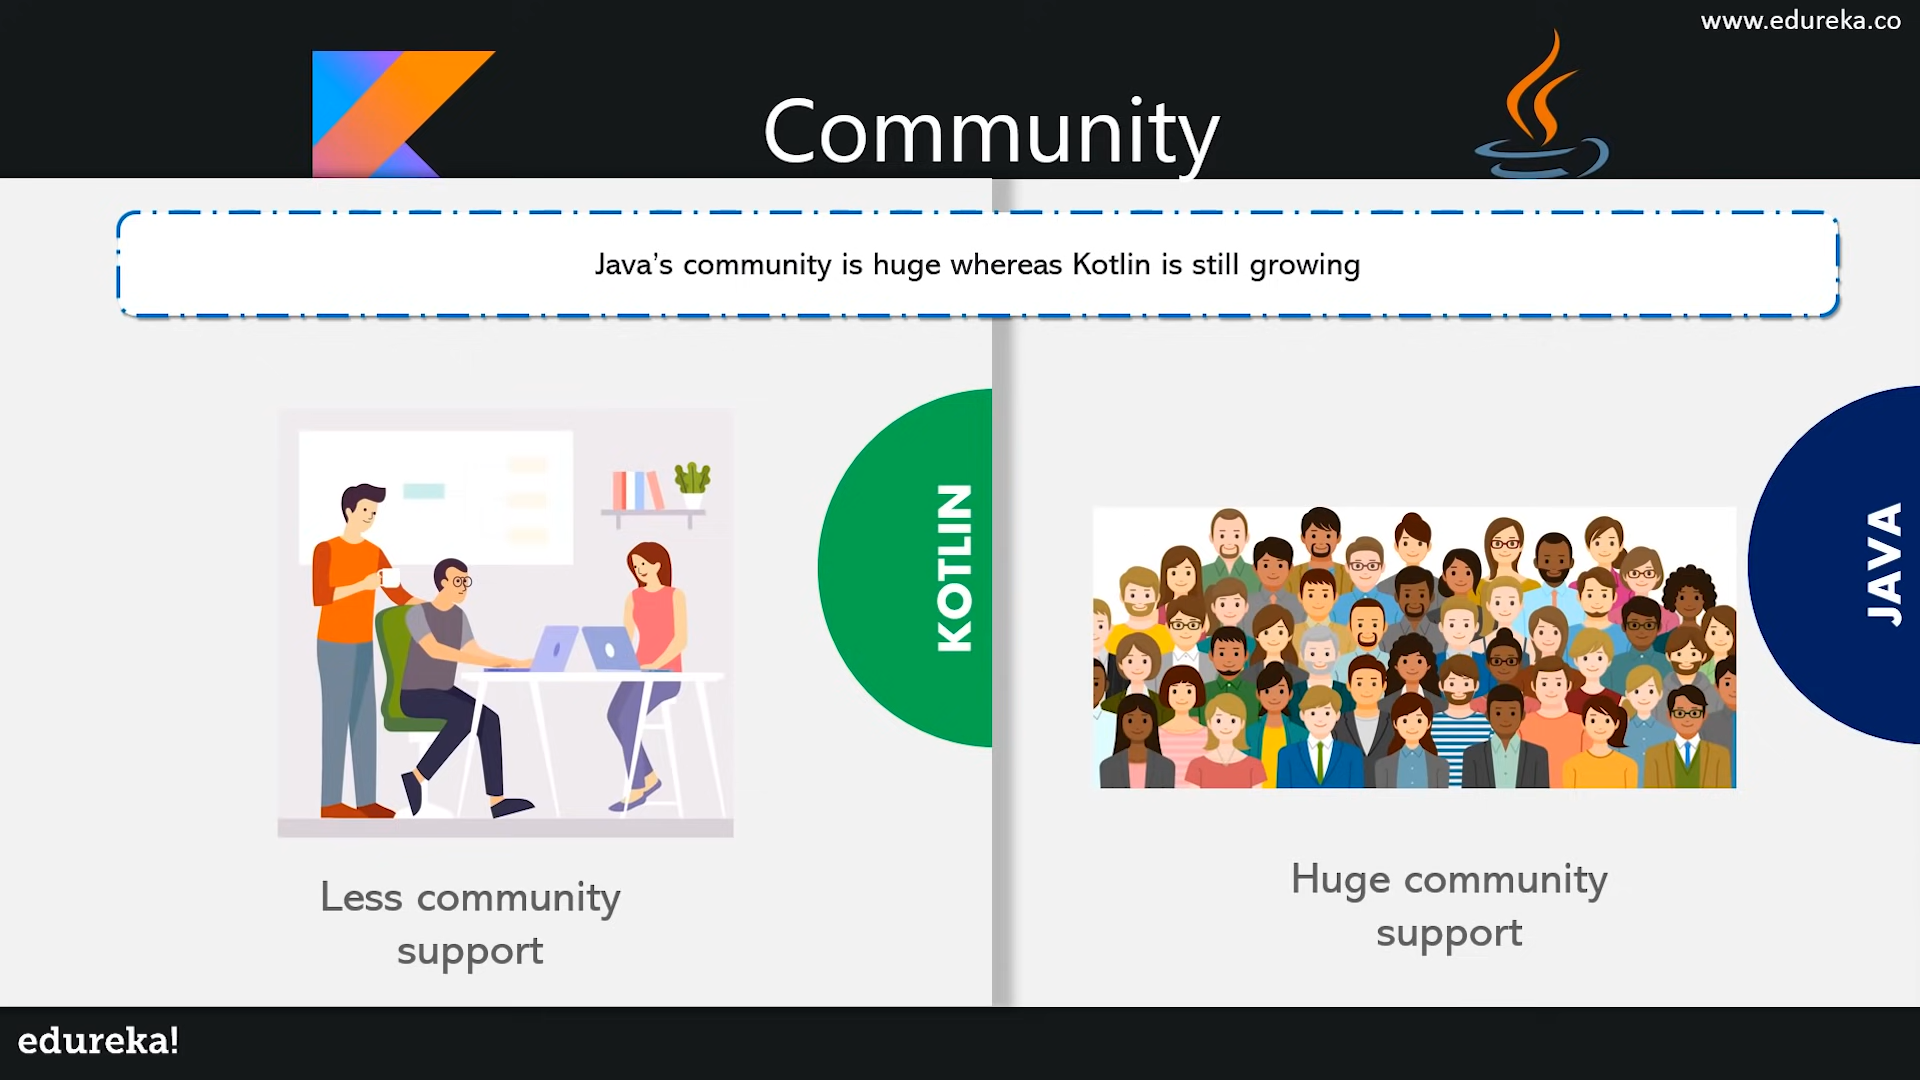 www.edureka.co
Community
Java's community is huge whereas Kotlin is still growing
KOTLIN
JAVA
Less community
support
Huge community
support
edureka!